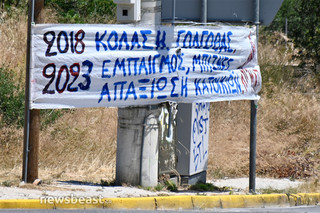 2018 ΚΟΛΑΣΗ, ΓΟΛΓΟΘΑΣ,
2023 ΕΜΠΑΙΓΜΟΣ, ΜΠΙΖΝΕΣ
ΑΠΑΞΙΩΣΗ ΚΑΤΟΙΚΩΝ
newsbeast